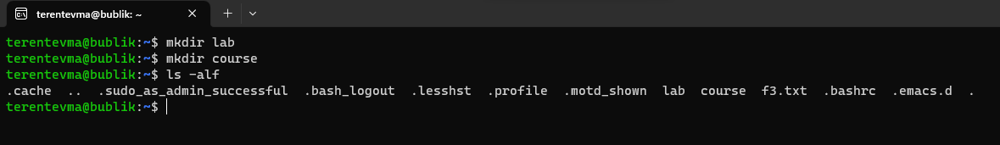 terentevma@bublik: ~
terentevma@bublik:~$ mkdir lab
terentevma@bublik:~$ mkdir course
terentevma@bublik:~$ ls -alf
.cache .. .sudo_as_admin_successful .bash_logout .lesshst .profile .motd_shown lab course f3.txt .bashrc .emacs.d .
terentevma@bublik:~$